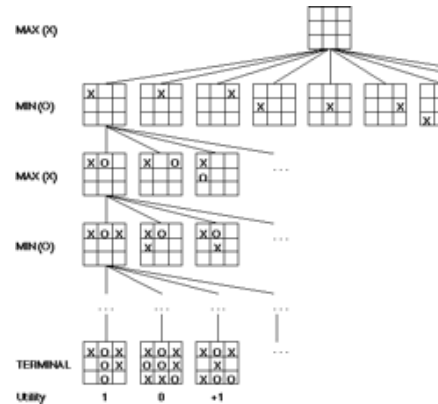 MAX (X)
X X X
MIN (O) X X X
X
X O X O X
MAX (X) O
X O X X O X O
MIN (O) X X
... ... ... ...
...
... ...
X O X X O X X O X ...
TERMINAL O X O O X X
O X X O X O O
Utility 1 0 +1